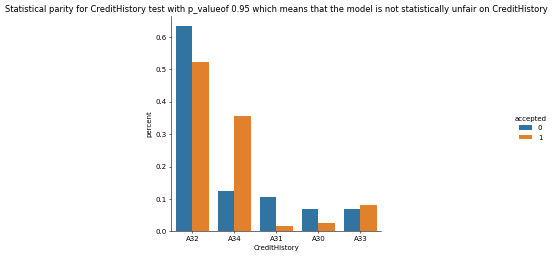 Statistical parity for CreditHistory test with p_valueof 0.95 which means that the model is not statistically unfair on CreditHistory
0.6
0.5
0.4
0.3
0.2
0.1
0.0
percent
A32 A34 A31 A30 A33
CreditHistory
accepted
0
1